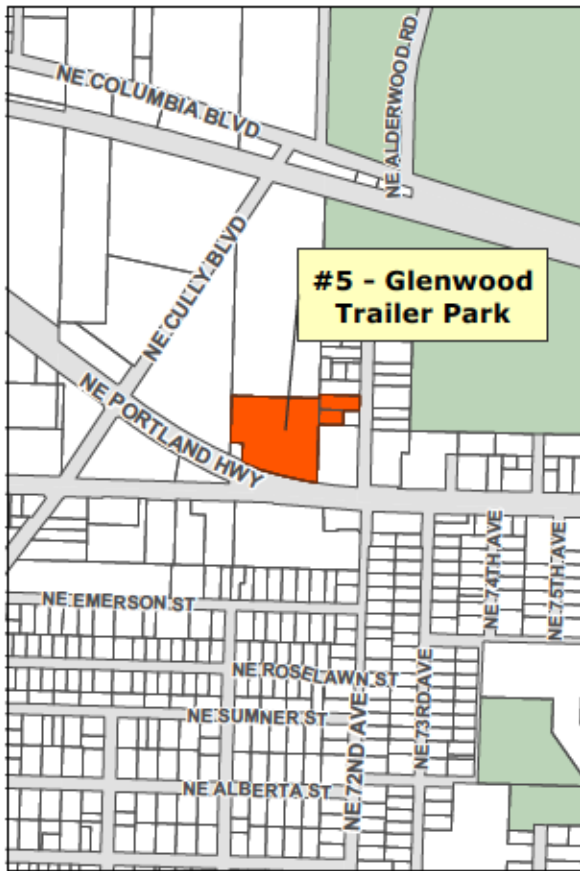 NE COLUMBIA BLVD
NE ALDERWOOD RD
NE CULLY BLVD
#5 - Glenwood
Trailer Park
NE PORTLAND HWY
NE 74TH AVE
NE 75TH AVE
NE EMERSON ST
NE ROSELAWN ST
NE 73RD AVE
NE SUMNER ST
NE 72ND AVE
NE ALBERTA ST